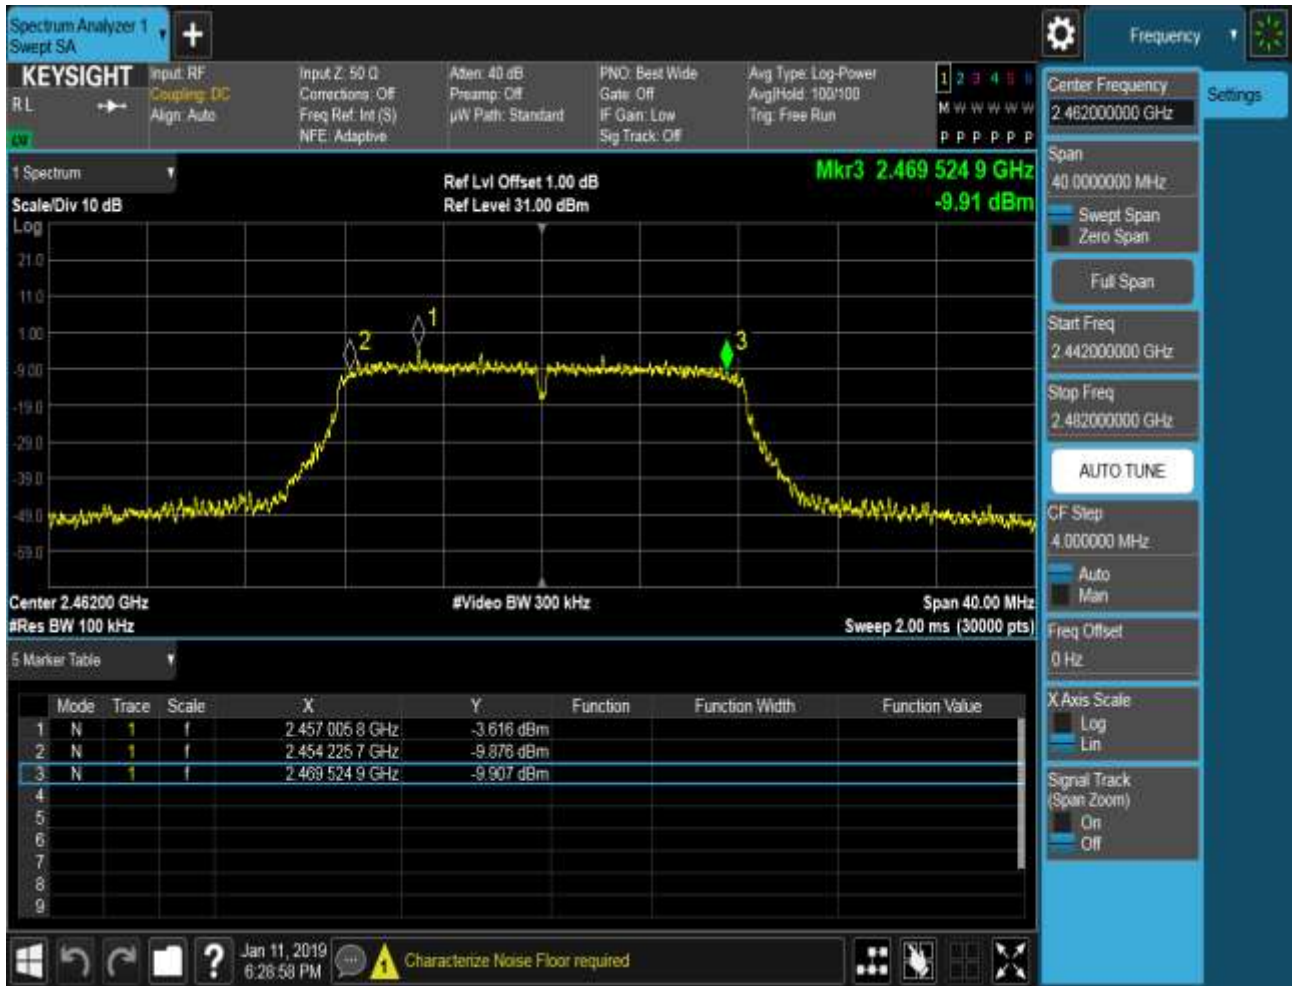 Spectrum Analyzer 1
Swept SA
+
Frequency
KEYSIGHT
R L
LXI
Input: RF
Coupling: DC
Align: Auto
Input Z: 50 Ω
Corrections: Off
Freq Ref: Int (S)
NFE: Adaptive
Atten: 40 dB
Preamp: Off
µW Path: Standard
PNO: Best Wide
Gate: Off
IF Gain: Low
Sig Track: Off
Avg Type: Log-Power
Avg|Hold: 100/100
Trig: Free Run
1 2 3 4 5 6
M W W W W W
P P P P P P
1 Spectrum
Scale/Div 10 dB
Log
Ref Lvl Offset 1.00 dB
Ref Level 31.00 dBm
Mkr3 2.469 524 9 GHz
-9.91 dBm
21.0
11.0
1.00
-9.00
-19.0
-29.0
-39.0
-49.0
-59.0
2
1
3
Center 2.46200 GHz
#Res BW 100 kHz
#Video BW 300 kHz
Span 40.00 MHz
Sweep 2.00 ms (30000 pts)
5 Marker Table
Mode Trace Scale X Y Function Function Width Function Value
1 N 1 f 2.457 005 8 GHz -3.616 dBm
2 N 1 f 2.454 225 7 GHz -9.876 dBm
3 N 1 f 2.469 524 9 GHz -9.907 dBm
4
5
6
7
8
9
Center Frequency
2.462000000 GHz
Settings
Span
40.0000000 MHz
Swept Span
Zero Span
Full Span
Start Freq
2.442000000 GHz
Stop Freq
2.482000000 GHz
AUTO TUNE
CF Step
4.000000 MHz
Auto
Man
Freq Offset
0 Hz
X Axis Scale
Log
Lin
Signal Track
(Span Zoom)
On
Off
?
Jan 11, 2019
6:28:58 PM
1
Characterize Noise Floor required